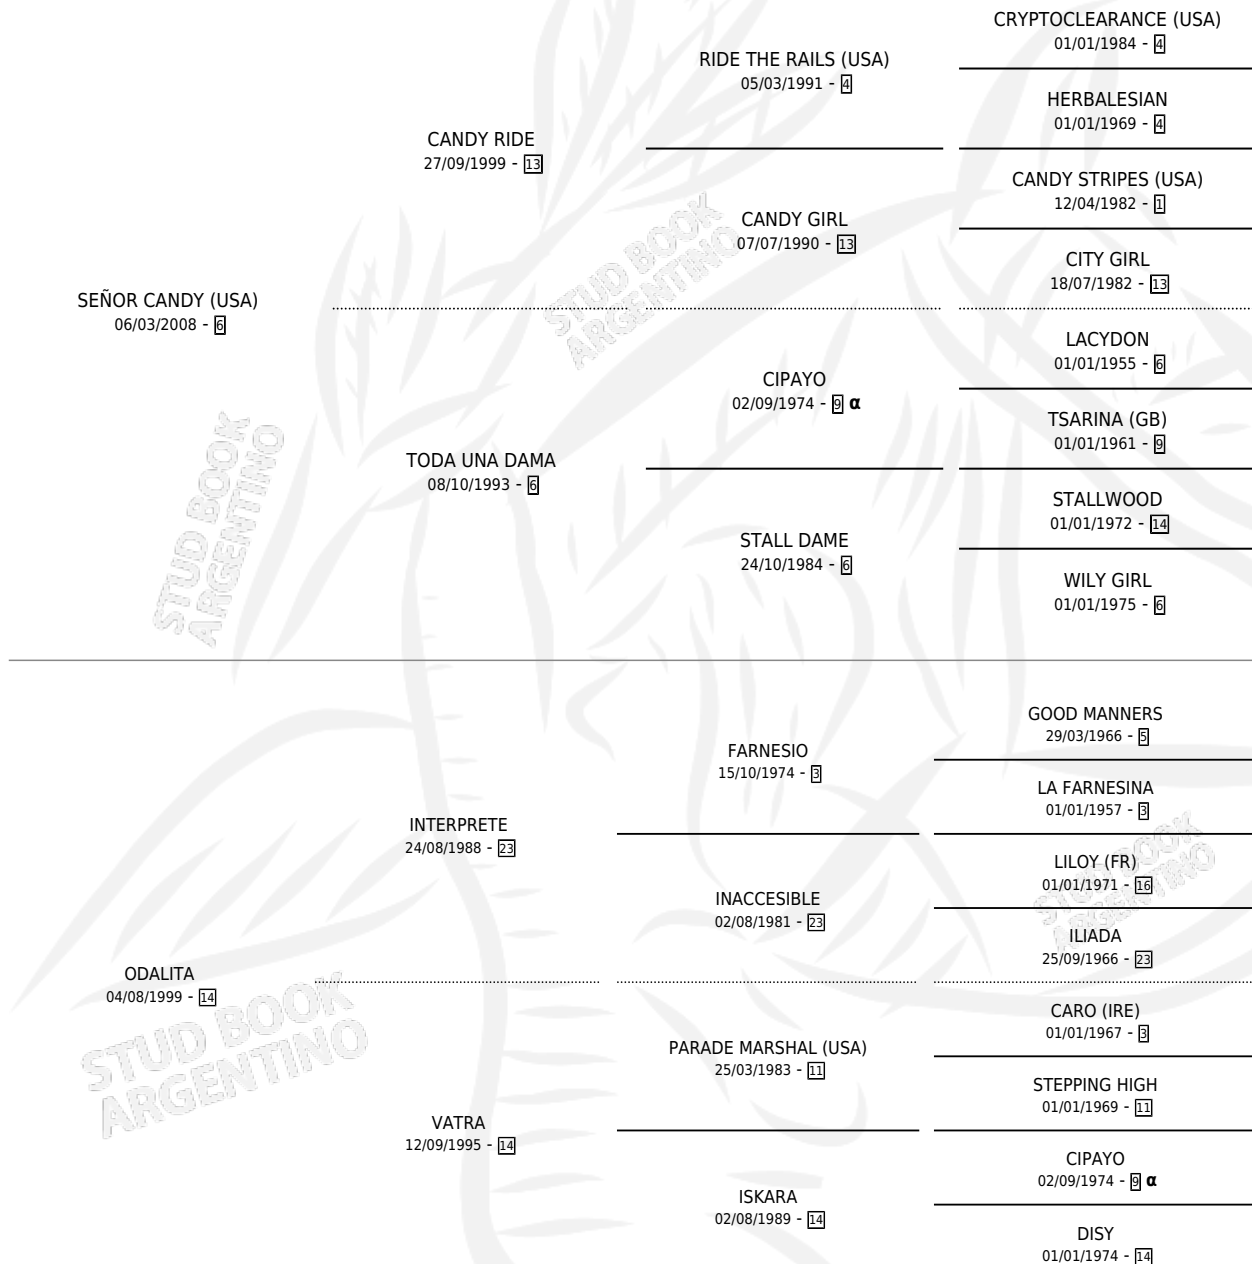 CRYPTOCLEARANCE (USA)
01/01/1984 - 4
RIDE THE RAILS (USA)
05/03/1991 - 4
HERBALESIAN
01/01/1969 - 4
CANDY RIDE
27/09/1999 - 13
CANDY STRIPES (USA)
12/04/1982 - 1
CANDY GIRL
07/07/1990 - 13
CITY GIRL
18/07/1982 - 13
SEÑOR CANDY (USA)
06/03/2008 - 6
LACYDON
01/01/1955 - 6
CIPAYO
02/09/1974 - 9 α
TSARINA (GB)
01/01/1961 - 9
TODA UNA DAMA
08/10/1993 - 6
STALLWOOD
01/01/1972 - 14
STALL DAME
24/10/1984 - 6
WILY GIRL
01/01/1975 - 6
GOOD MANNERS
29/03/1966 - 5
FARNESIO
15/10/1974 - 3
LA FARNESINA
01/01/1957 - 3
INTERPRETE
24/08/1988 - 23
LILOY (FR)
01/01/1971 - 16
INACCESIBLE
02/08/1981 - 23
ILIADA
25/09/1966 - 23
ODALITA
04/08/1999 - 14
CARO (IRE)
01/01/1967 - 3
PARADE MARSHAL (USA)
25/03/1983 - 11
STEPPING HIGH
01/01/1969 - 11
VATRA
12/09/1995 - 14
CIPAYO
02/09/1974 - 9 α
ISKARA
02/08/1989 - 14
DISY
01/01/1974 - 14
STUD BOOK
ARGENTINO
STUD BOOK
ARGENTINO
STUD BOOK
ARGENTINO
STUD BOOK
ARGENTINO